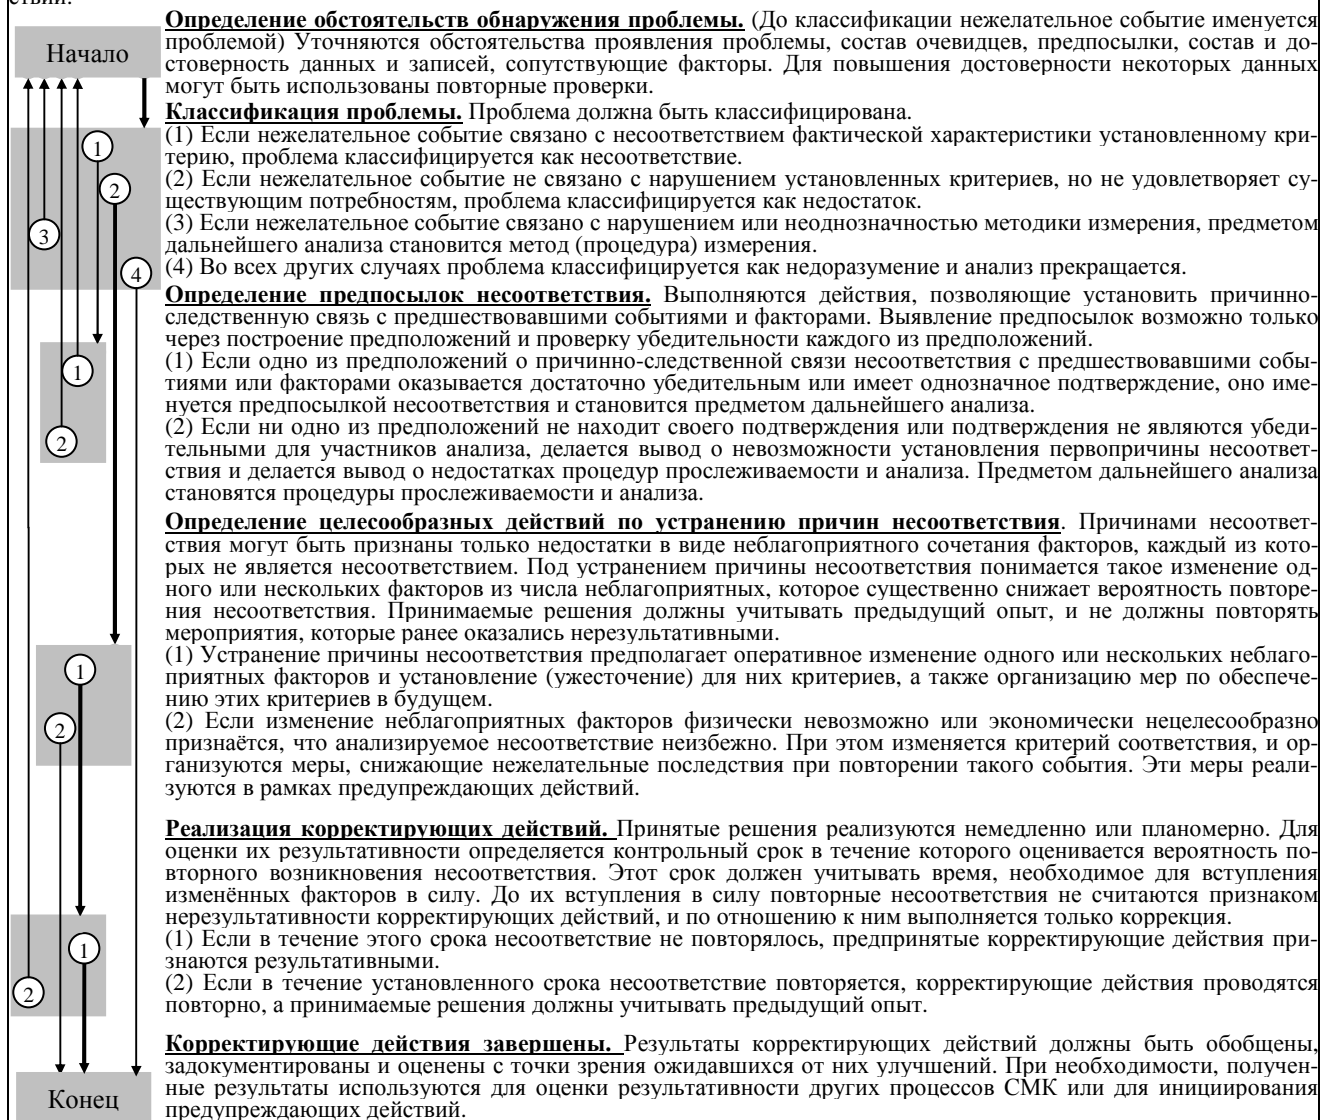 ствий.
Начало
Определение обстоятельств обнаружения проблемы. (До классификации нежелательное событие именуется
проблемой) Уточняются обстоятельства проявления проблемы, состав очевидцев, предпосылки, состав и до-
стоверность данных и записей, сопутствующие факторы. Для повышения достоверности некоторых данных
могут быть использованы повторные проверки.
Классификация проблемы. Проблема должна быть классифицирована.
(1) Если нежелательное событие связано с несоответствием фактической характеристики установленному кри-
терию, проблема классифицируется как несоответствие.
(2) Если нежелательное событие не связано с нарушением установленных критериев, но не удовлетворяет су-
ществующим потребностям, проблема классифицируется как недостаток.
(3) Если нежелательное событие связано с нарушением или неоднозначностью методики измерения, предметом
дальнейшего анализа становится метод (процедура) измерения.
(4) Во всех других случаях проблема классифицируется как недоразумение и анализ прекращается.
1
2
3
4
Определение предпосылок несоответствия. Выполняются действия, позволяющие установить причинно-
следственную связь с предшествовавшими событиями и факторами. Выявление предпосылок возможно только
через построение предположений и проверку убедительности каждого из предположений.
(1) Если одно из предположений о причинно-следственной связи несоответствия с предшествовавшими собы-
тиями или факторами оказывается достаточно убедительным или имеет однозначное подтверждение, оно име-
нуется предпосылкой несоответствия и становится предметом дальнейшего анализа.
(2) Если ни одно из предположений не находит своего подтверждения или подтверждения не являются убеди-
тельными для участников анализа, делается вывод о невозможности установления первопричины несоответ-
ствия и делается вывод о недостатках процедур прослеживаемости и анализа. Предметом дальнейшего анализа
становятся процедуры прослеживаемости и анализа.
1
2
Определение целесообразных действий по устранению причин несоответствия. Причинами несоответ-
ствия могут быть признаны только недостатки в виде неблагоприятного сочетания факторов, каждый из кото-
рых не является несоответствием. Под устранением причины несоответствия понимается такое изменение од-
ного или нескольких факторов из числа неблагоприятных, которое существенно снижает вероятность повторе-
ния несоответствия. Принимаемые решения должны учитывать предыдущий опыт, и не должны повторять
мероприятия, которые ранее оказались нерезультативными.
(1) Устранение причины несоответствия предполагает оперативное изменение одного или нескольких неблаго-
приятных факторов и установление (ужесточение) для них критериев, а также организацию мер по обеспече-
нию этих критериев в будущем.
(2) Если изменение неблагоприятных факторов физически невозможно или экономически нецелесообразно
признаётся, что анализируемое несоответствие неизбежно. При этом изменяется критерий соответствия, и ор-
ганизуются меры, снижающие нежелательные последствия при повторении такого события. Эти меры реали-
зуются в рамках предупреждающих действий.
1
2
Реализация корректирующих действий. Принятые решения реализуются немедленно или планомерно. Для
оценки их результативности определяется контрольный срок в течение которого оценивается вероятность по-
вторного возникновения несоответствия. Этот срок должен учитывать время, необходимое для вступления
изменённых факторов в силу. До их вступления в силу повторные несоответствия не считаются признаком
нерезультативности корректирующих действий, и по отношению к ним выполняется только коррекция.
(1) Если в течение этого срока несоответствие не повторялось, предпринятые корректирующие действия при-
знаются результативными.
(2) Если в течение установленного срока несоответствие повторяется, корректирующие действия проводятся
повторно, а принимаемые решения должны учитывать предыдущий опыт.
1
2
Корректирующие действия завершены. Результаты корректирующих действий должны быть обобщены,
задокументированы и оценены с точки зрения ожидавшихся от них улучшений. При необходимости, получен-
ные результаты используются для оценки результативности других процессов СМК или для инициирования
предупреждающих действий.
Конец